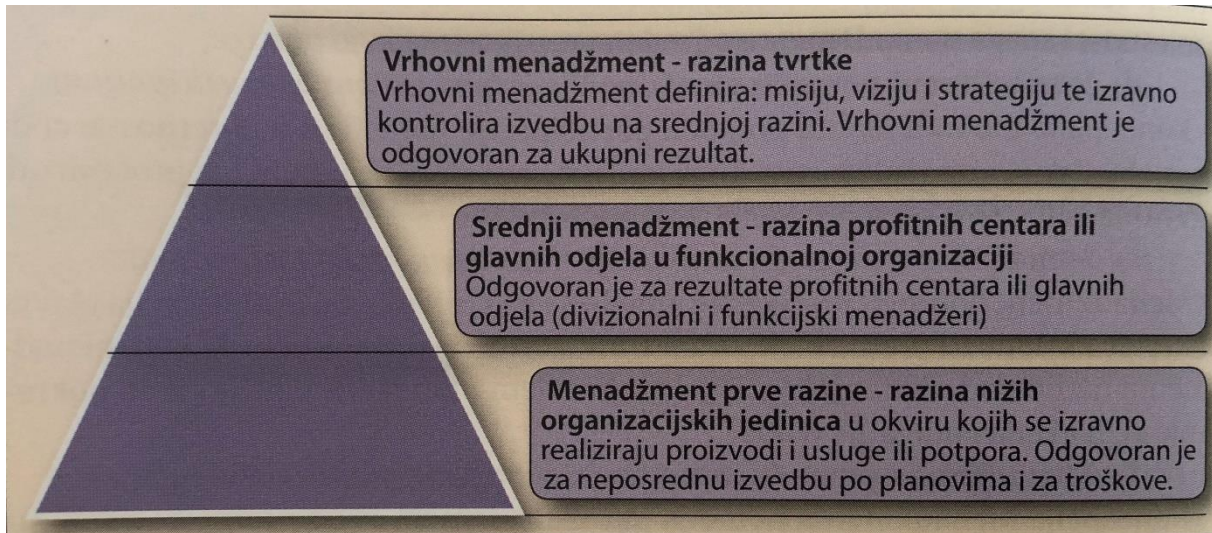 Vrhovni menadžment - razina tvrtke
Vrhovni menadžment definira: misiju, viziju i strategiju te izravno
kontrolira izvedbu na srednjoj razini. Vrhovni menadžment je
odgovoran za ukupni rezultat.
Srednji menadžment - razina profitnih centara ili
glavnih odjela u funkcionalnoj organizaciji
Odgovoran je za rezultate profitnih centara ili glavnih
odjela (divizionalni i funkcijski menadžeri)
Menadžment prve razine - razina nižih
organizacijskih jedinica u okviru kojih se izravno
realiziraju proizvodi i usluge ili potpora. Odgovoran je
za neposrednu izvedbu po planovima i za troškove.